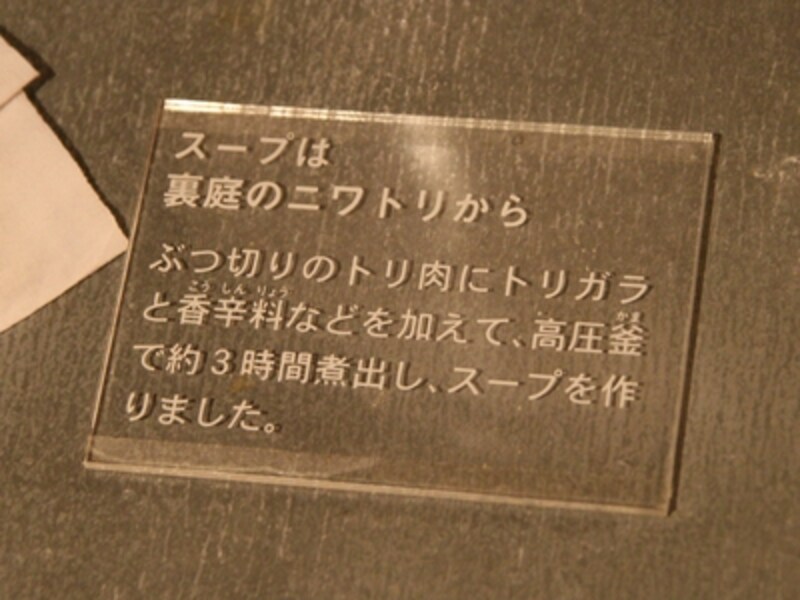 スープは
裏庭のニワトリから
ぶつ切りのトリ肉にトリガラ
と香辛料などを加えて、高圧釜
で約3時間煮出し、スープを作
りました。